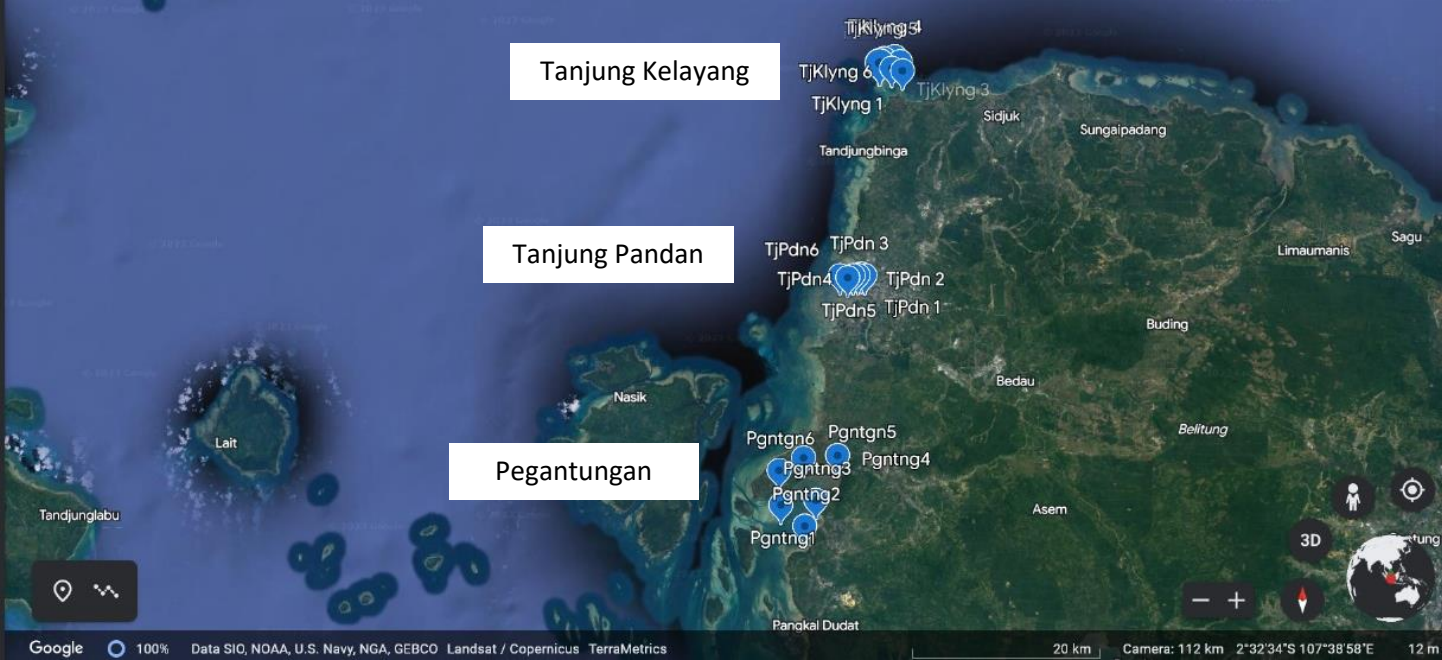 TjKlyng 4
Tanjung Kelayang
TjKlyng 6
TjKlyng 3
TjKlyng 1
Sidjuk
Sungaipadang
Tandjungbinga
Tanjung Pandan
TjPdn6
TjPdn 3
TjPdn4
TjPdn 2
TjPdn5
TjPdn 1
Limaumanis
Sagu
Buding
Bedau
Nasik
Lait
Belitung
Pegantungan
Pgntgn6
Pgntgn5
Pgntng3
Pgntng4
Pgntng2
Pgntng1
Asem
Tandjunglabu
3D
Pangkal Dudat
Google
100%
Data SIO, NOAA, U.S. Navy, NGA, GEBCO Landsat / Copernicus TerraMetrics
20 km
Camera: 112 km 2°32'34"S 107°38'58"E
12 m